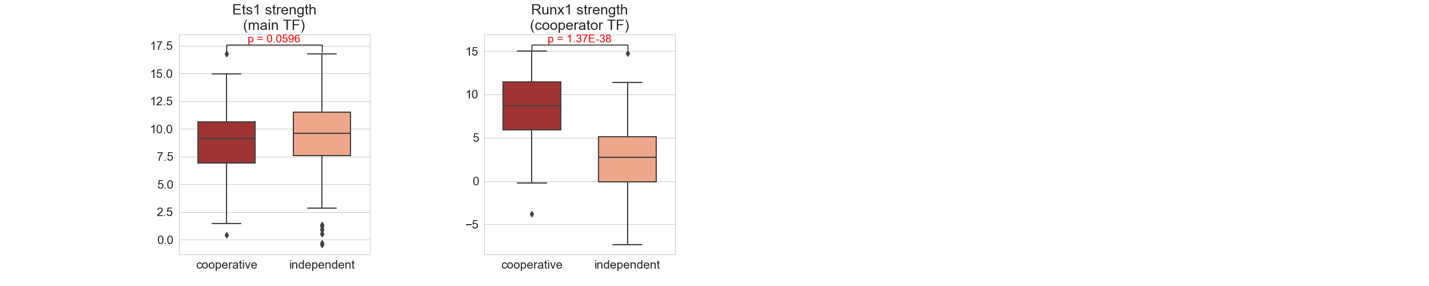 Ets1 strength
(main TF)
p = 0.0596
17.5
15.0
12.5
10.0
7.5
5.0
2.5
0.0
cooperative independent
Runx1 strength
(cooperator TF)
p = 1.37E-38
15
10
5
0
−5
cooperative independent